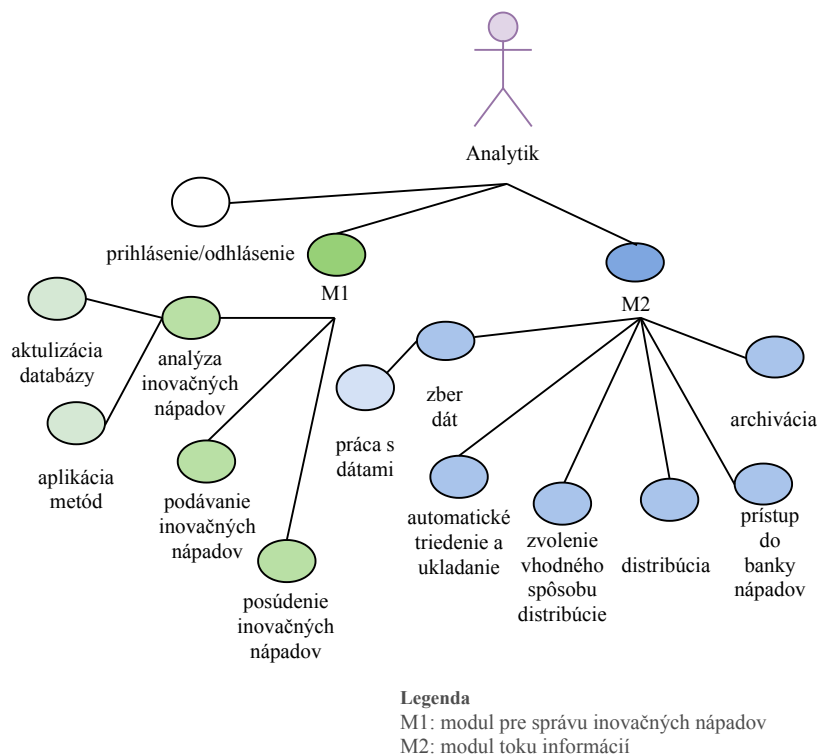 Analytik
prihlásenie/odhlásenie
M1
M2
aktulizácia
databázy
analýza
inovačných
nápadov
zber
dát
archivácia
práca s
dátami
aplikácia
metód
podávanie
inovačných
nápadov
automatické
triedenie a
ukladanie
zvolenie
vhodného
spôsobu
distribúcie
distribúcia
prístup
do
banky
nápadov
posúdenie
inovačných
nápadov
Legenda
M1: modul pre správu inovačných nápadov
M2: modul toku informácií